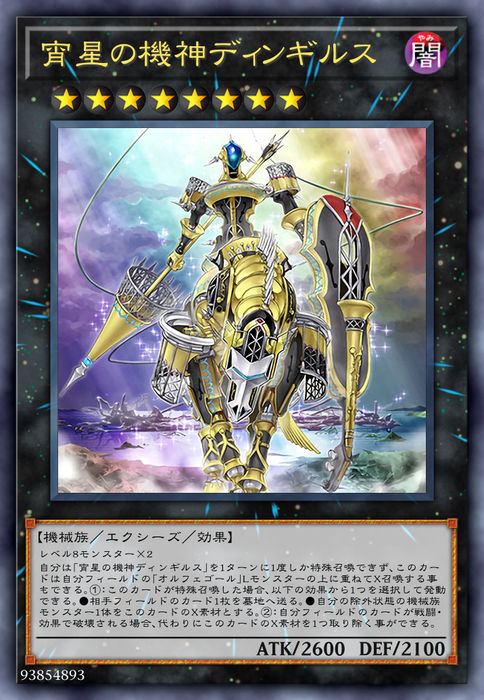 宵星の機神ディンギルス
やみ
闇
【機械族／エクシーズ／効果】
レベル8モンスター×2
自分は「宵星の機神ディンギルス」を1ターンに1度しか特殊召喚できず、このカー
ドは自分フィールドの「オルフェゴール」Lモンスターの上に重ねてX召喚する事
もできる。①：このカードが特殊召喚した場合、以下の効果から1つを選択して発動
できる。●相手フィールドのカード1枚を墓地へ送る。●自分の除外状態の機械族
モンスター1体をこのカードのX素材とする。②：自分フィールドのカードが戦闘・
効果で破壊される場合、代わりにこのカードのX素材を1つ取り除く事ができる。
ATK/2600 DEF/2100
93854893